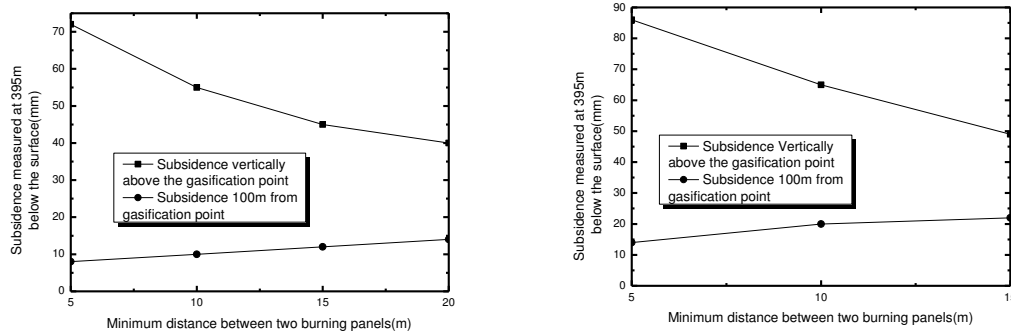 70
60
50
40
30
20
10
0
Subsidence measured at 395m
below the surface(mm)
Subsidence vertically
above the gasification point
Subsidence 100m from
gasification point
5
10
15
20
Minimum distance between two burning panels(m)
90
80
70
60
50
40
30
20
10
0
Subsidence measured at 395m
below the surface(mm)
Subsidence Vertically
above the gasification point
Subsidence 100m from
gasification point
5
10
Minimum distance between two burning panels(m)